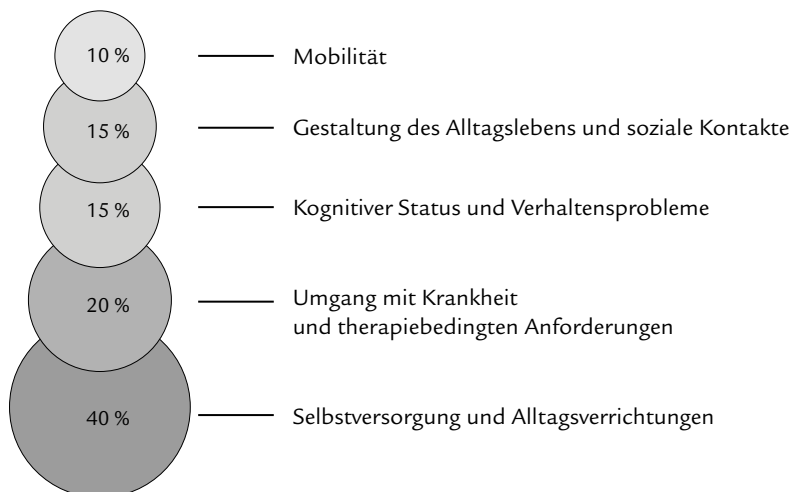 10 % Mobilität
15 % Gestaltung des Alltagslebens und soziale Kontakte
15 % Kognitiver Status und Verhaltensprobleme
20 % Umgang mit Krankheit
und therapiebedingten Anforderungen
40 % Selbstversorgung und Alltagsverrichtungen